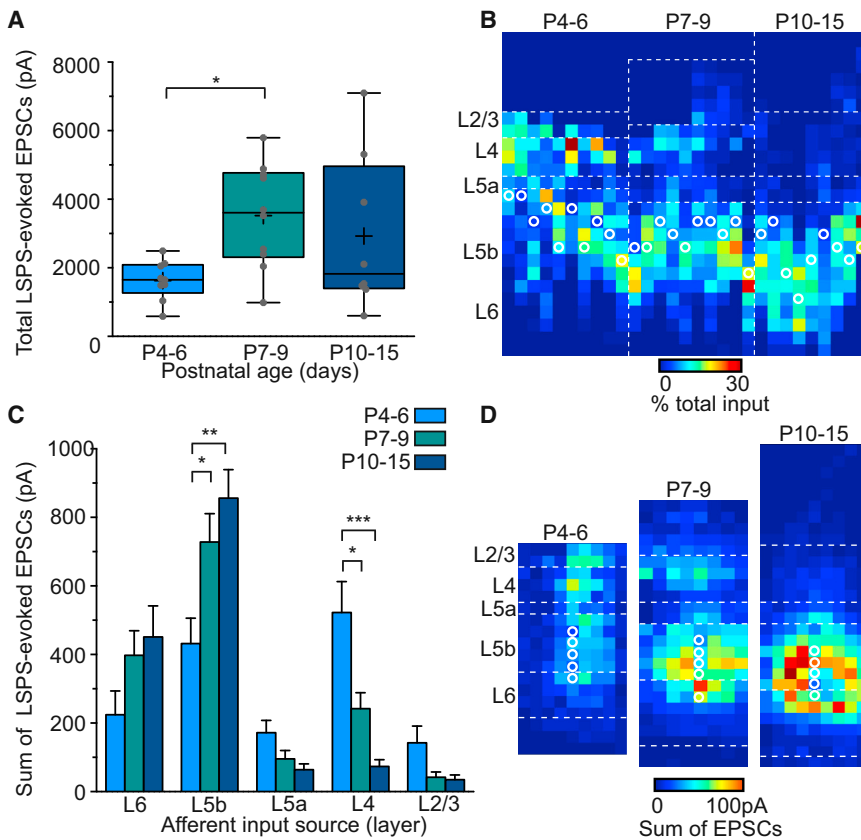 A
Total LSPS-evoked EPSCs (pA)
8000
6000
4000
2000
0
*
P4-6
P7-9
P10-15
Postnatal age (days)
B
P4-6 P7-9 P10-15
L2/3
L4
L5a
L5b
L6
0 30
% total input
C
P4-6
P7-9
P10-15
Sum of LSPS-evoked EPSCs (pA)
1000
800
600
400
200
0
**
*
***
*
L6 L5b L5a L4 L2/3
Afferent input source (layer)
D
P4-6
P7-9
P10-15
L2/3
L4
L5a
L5b
L6
0 100pA
Sum of EPSCs